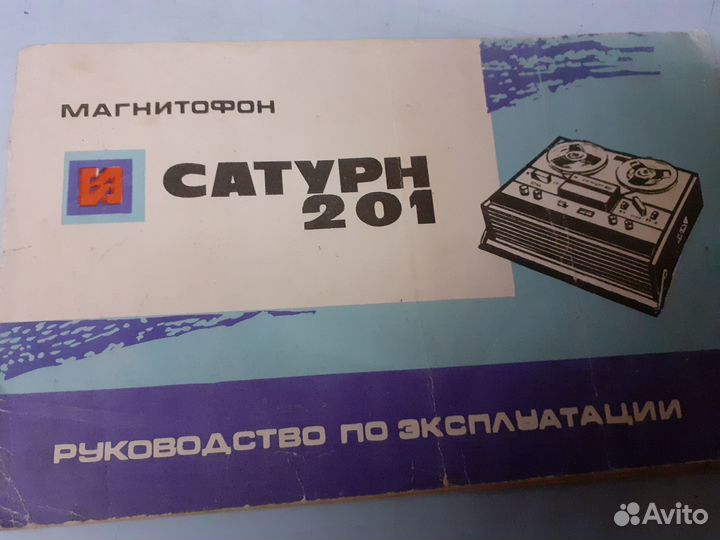 МАГНИТОФОН
САТУРН
201
РУКОВОДСТВО ПО ЭКСПЛУАТАЦИИ
Avito